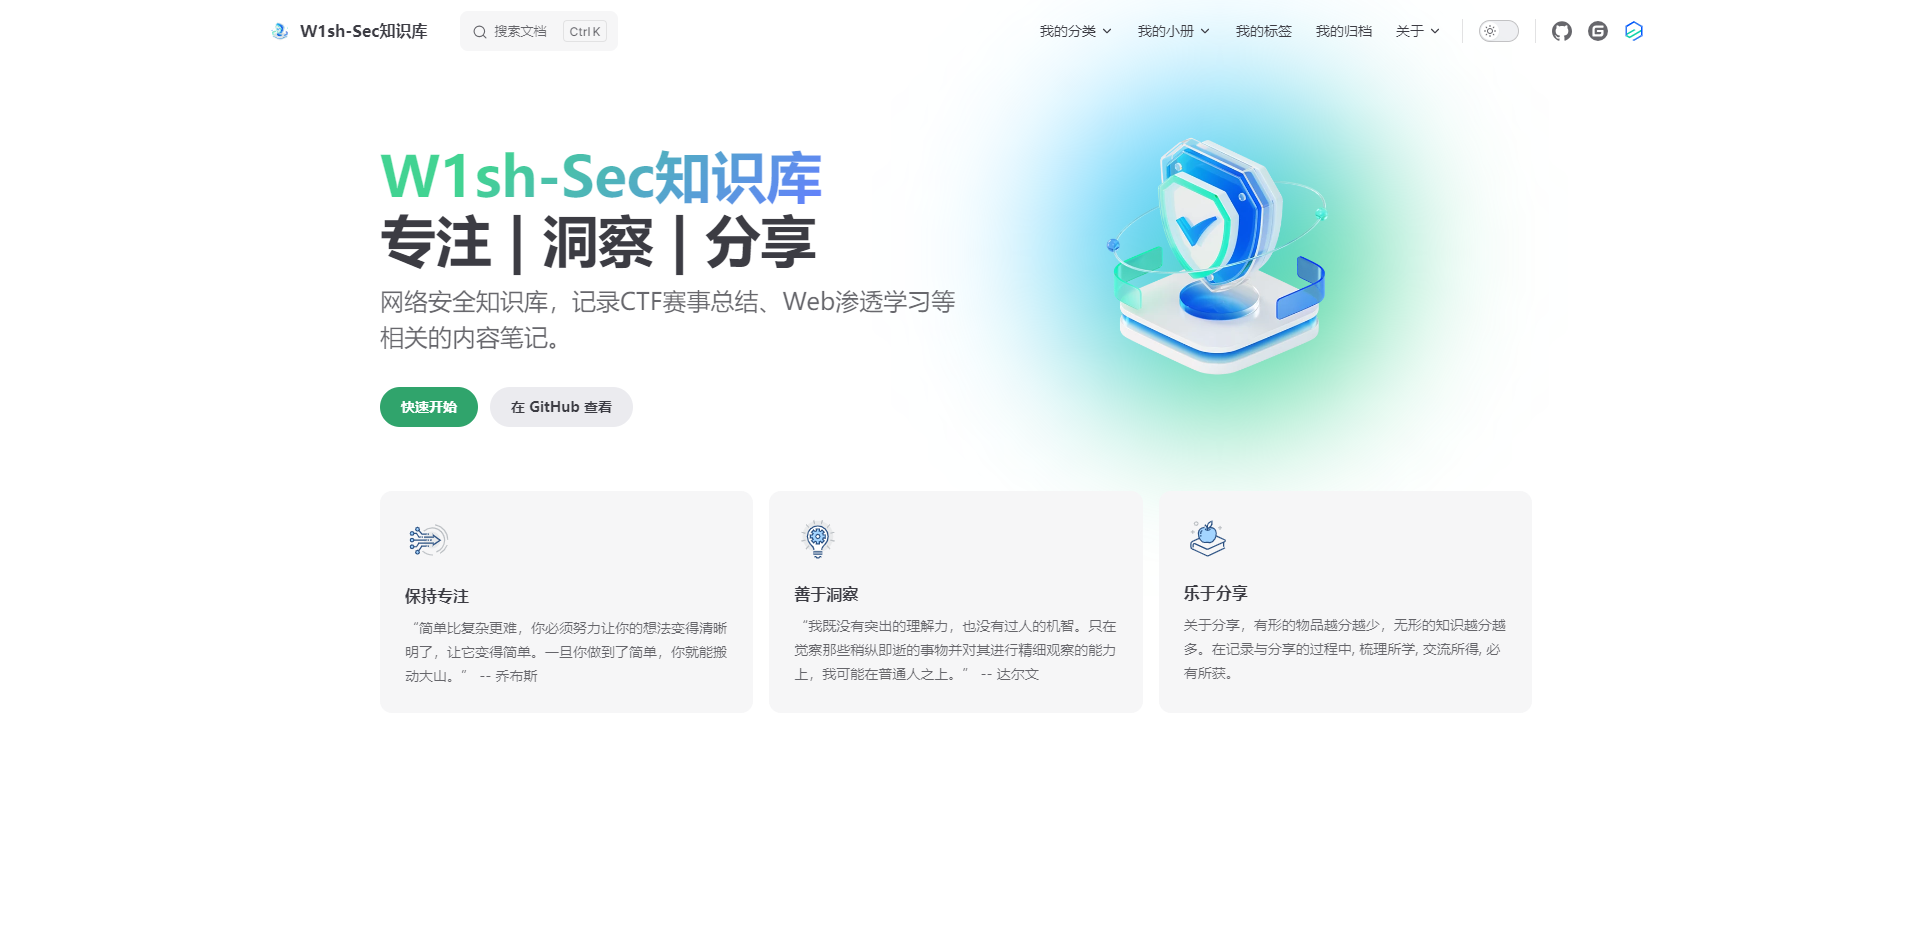 W1sh-Sec知识库
搜索文档
Ctrl K
我的分类
我的小册
我的标签
我的归档
关于
W1sh-Sec知识库
专注 | 洞察 | 分享
网络安全知识库，记录CTF赛事总结、Web渗透学习等
相关的内容笔记。
快速开始
在 GitHub 查看
保持专注
“简单比复杂更难，你必须努力让你的想法变得清晰
明了，让它变得简单。一旦你做到了简单，你就能搬
动大山。” -- 乔布斯
善于洞察
“我既没有突出的理解力，也没有过人的机智。只在
觉察那些稍纵即逝的事物并对其进行精细观察的能力
上，我可能在普通人之上。” -- 达尔文
乐于分享
关于分享，有形的物品越分越少，无形的知识越分越
多。在记录与分享的过程中, 梳理所学, 交流所得, 必
有所获。